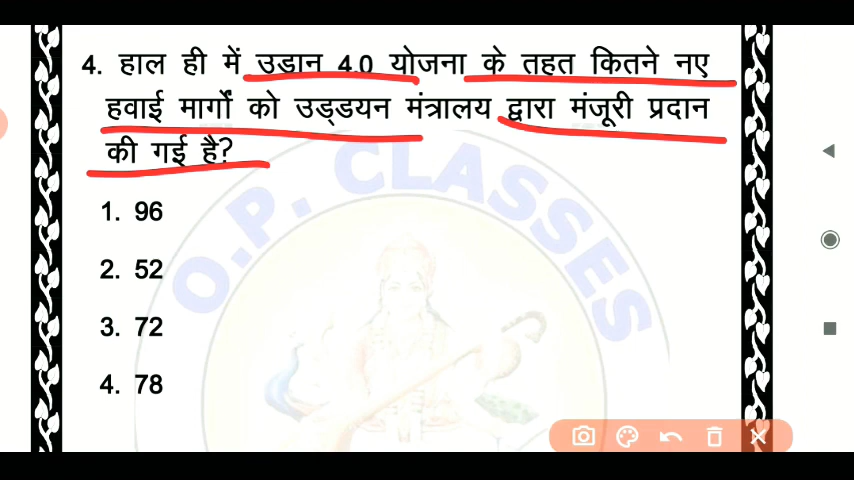 4. हाल ही में उडान 4.0 योजना के तहत कितने नए
हवाई मार्गों को उड्डयन मंत्रालय द्वारा मंजूरी प्रदान
की गई है?
O.P. CLASSES
1. 96
2. 52
3. 72
4. 78